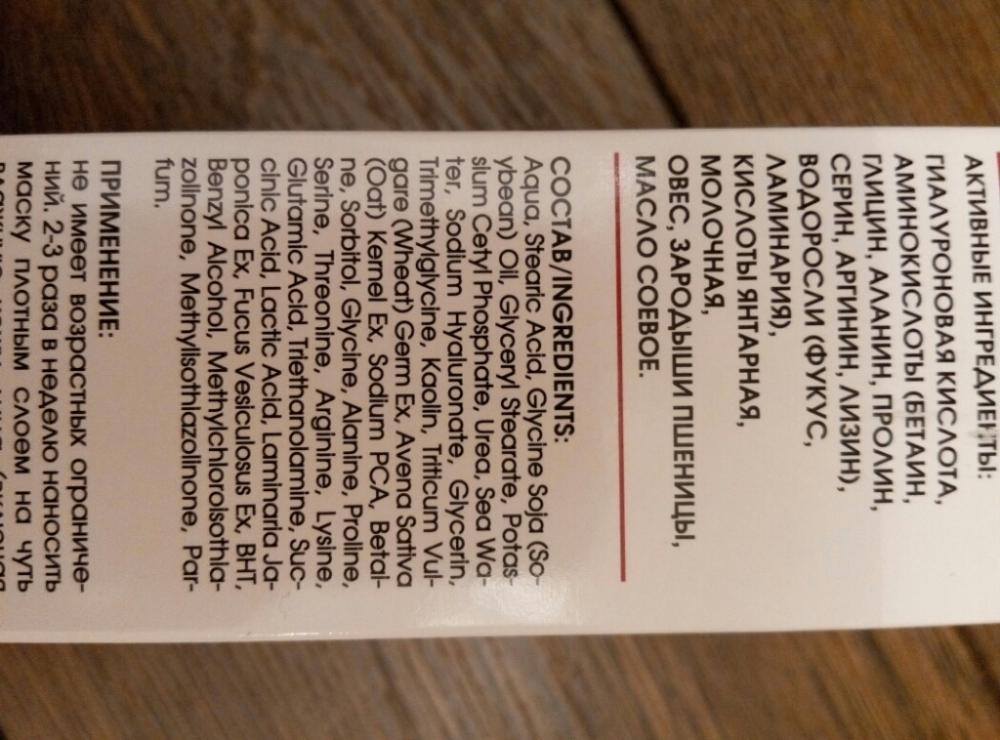 АКТИВНЫЕ ИНГРЕДИЕНТЫ:
ГИАЛУРОНОВАЯ КИСЛОТА,
АМИНОКИСЛОТЫ (БЕТАИН,
ГЛИЦИН, АЛАНИН, ПРОЛИН,
СЕРИН, АРГИНИН, ЛИЗИН),
ВОДОРОСЛИ (ФУКУС,
ЛАМИНАРИЯ),
КИСЛОТЫ ЯНТАРНАЯ,
МОЛОЧНАЯ,
ОВЕС, ЗАРОДЫШИ ПШЕНИЦЫ,
МАСЛО СОЕВОЕ.
СОСТАВ/INGREDIENTS:
Aqua, Stearic Acid, Glycine Soja (So-
ybean) Oil, Glyceryl Stearate, Potas-
sium Cetyl Phosphate, Urea, Sea Wa-
ter, Sodium Hyaluronate, Glycerin,
Trimethylglycine, Kaolin, Triticum Vul-
gare (Wheat) Germ Ex, Avena Sativa
(Oat) Kernel Ex, Sodium PCA, Betai-
ne, Sorbitol, Glycine, Alanine, Proline,
Serine, Threonine, Arginine, Lysine,
Glutamic Acid, Triethanolamine, Suc-
cinic Acid, Lactic Acid, Laminaria Ja-
ponica Ex, Fucus Vesiculosus Ex, BHT,
Benzyl Alcohol, Methylchloroisothia-
zolinone, Methylisothiazolinone, Par-
fum.
ПРИМЕНЕНИЕ:
не имеет возрастных ограниче-
ний. 2-3 раза в неделю наносить
маску плотным слоем на чуть